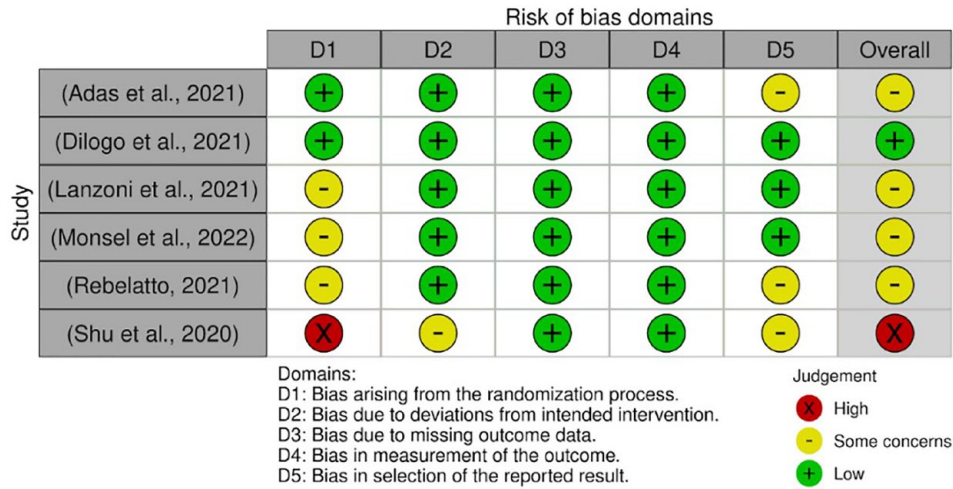 Risk of bias domains
D1 D2 D3 D4 D5 Overall
Study
(Adas et al., 2021) + + + + - -
(Dilogo et al., 2021) + + + + + +
(Lanzoni et al., 2021) - + + + + -
(Monsel et al., 2022) - + + + + -
(Rebelatto, 2021) - + + + - -
(Shu et al., 2020) X - + + - X
Domains:
D1: Bias arising from the randomization process.
D2: Bias due to deviations from intended intervention.
D3: Bias due to missing outcome data.
D4: Bias in measurement of the outcome.
D5: Bias in selection of the reported result.
Judgement
X High
- Some concerns
+ Low